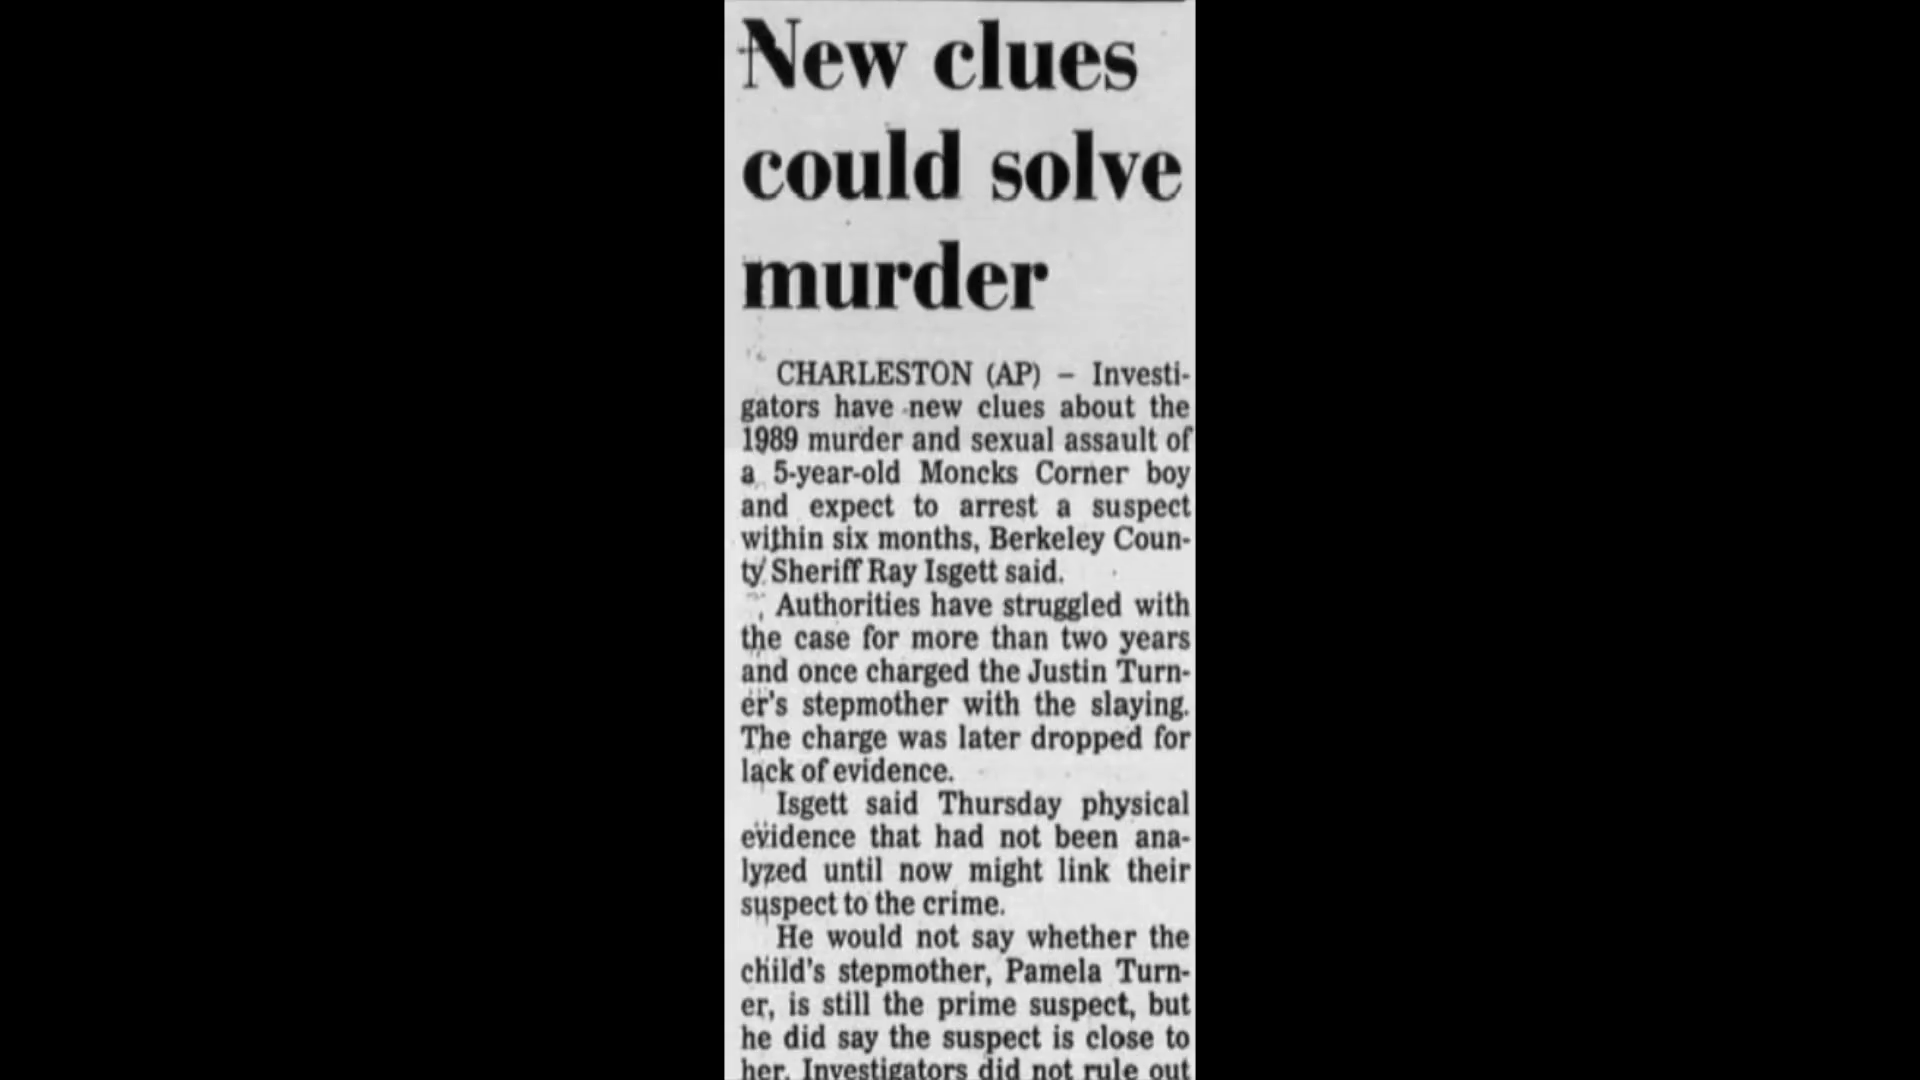 New clues
could solve
murder
CHARLESTON (AP) – Investi-
gators have new clues about the
1989 murder and sexual assault of
a 5-year-old Moncks Corner boy
and expect to arrest a suspect
within six months, Berkeley Coun-
ty Sheriff Ray Isgett said.
Authorities have struggled with
the case for more than two years
and once charged the Justin Turn-
er's stepmother with the slaying.
The charge was later dropped for
lack of evidence.
Isgett said Thursday physical
evidence that had not been ana-
lyzed until now might link their
suspect to the crime.
He would not say whether the
child's stepmother, Pamela Turn-
er, is still the prime suspect, but
he did say the suspect is close to
her. Investigators did not rule out